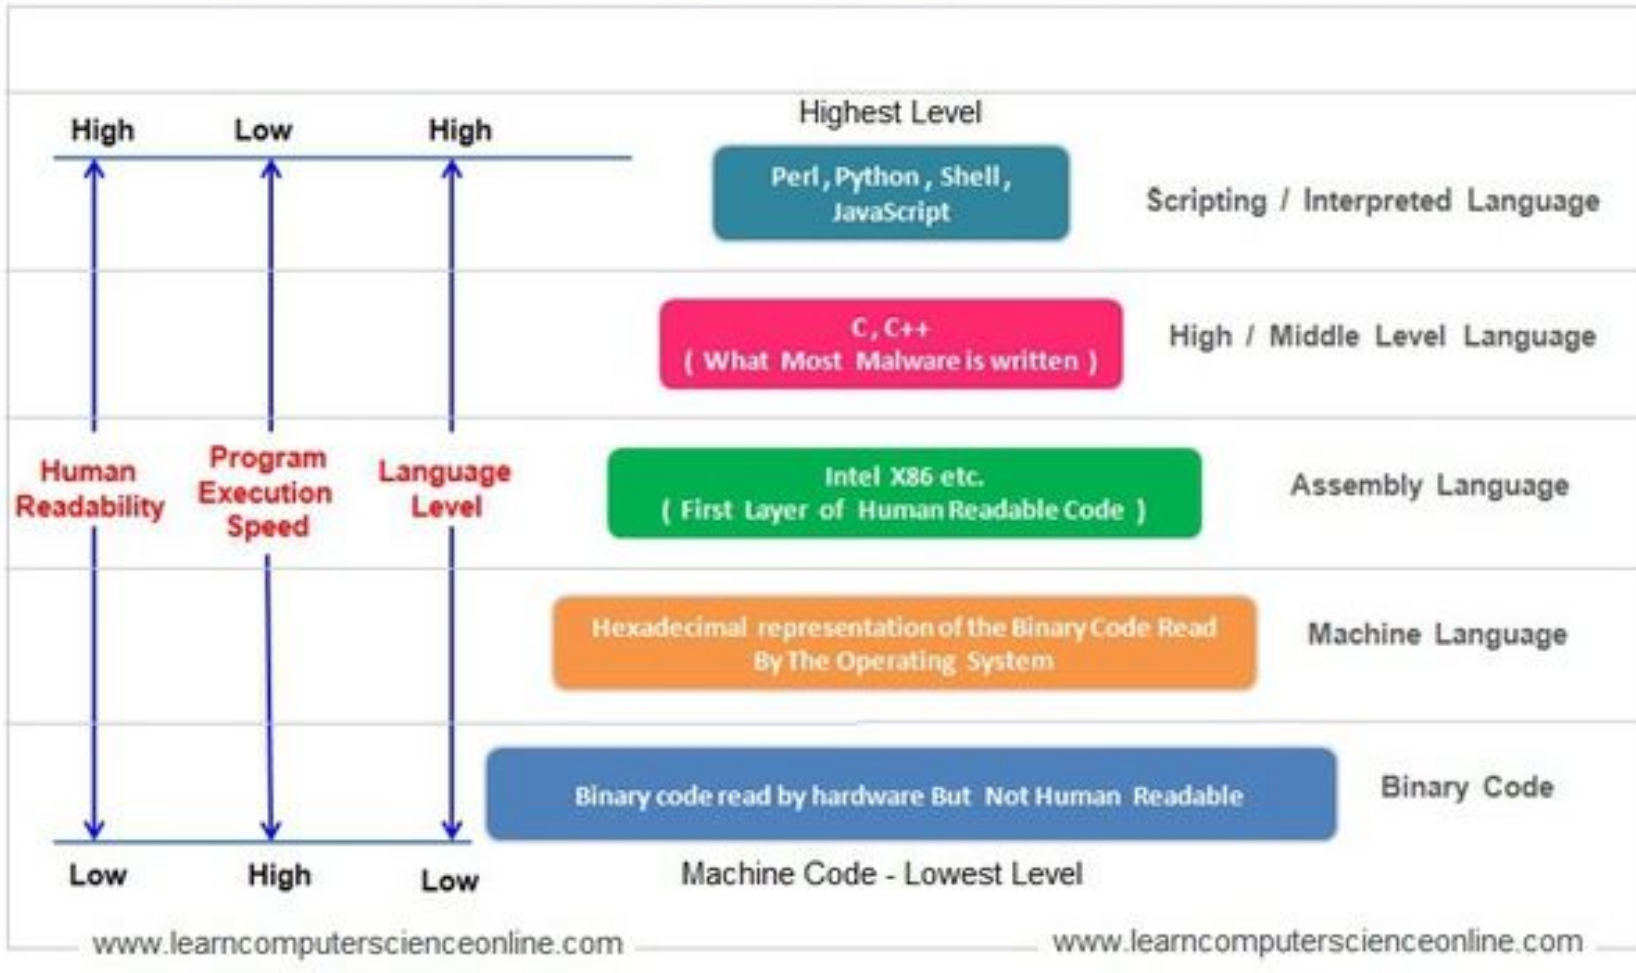 High Low High
Highest Level
Perl, Python, Shell,
JavaScript
Scripting / Interpreted Language
C, C++
( What Most Malware is written )
High / Middle Level Language
Human
Readability
Program
Execution
Speed
Language
Level
Intel X86 etc.
( First Layer of Human Readable Code )
Assembly Language
Hexadecimal representation of the Binary Code Read
By The Operating System
Machine Language
Binary code read by hardware But Not Human Readable
Binary Code
Low High Low
Machine Code - Lowest Level
www.learncomputerscienceonline.com
www.learncomputerscienceonline.com